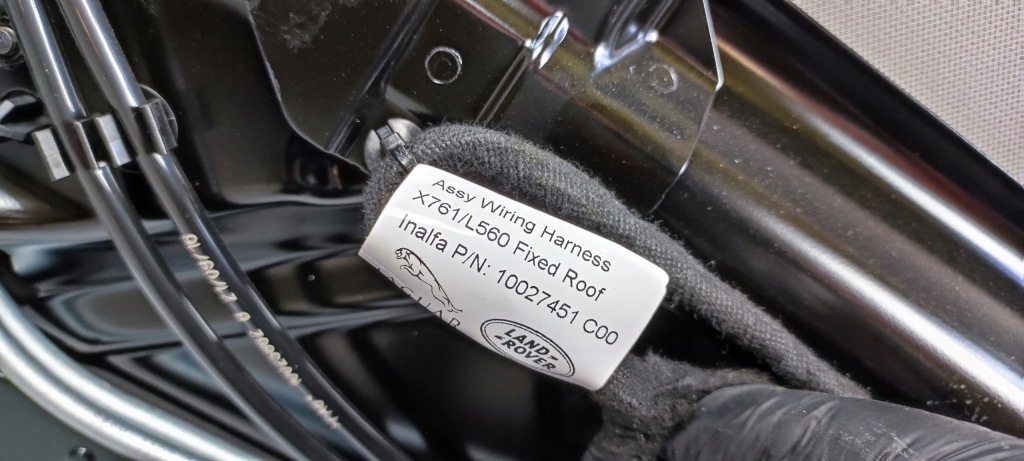 Assy Wiring Harness
X761/L560 Fixed Roof
Inalfa P/N: 10027451 C00
LAND-
-ROVER